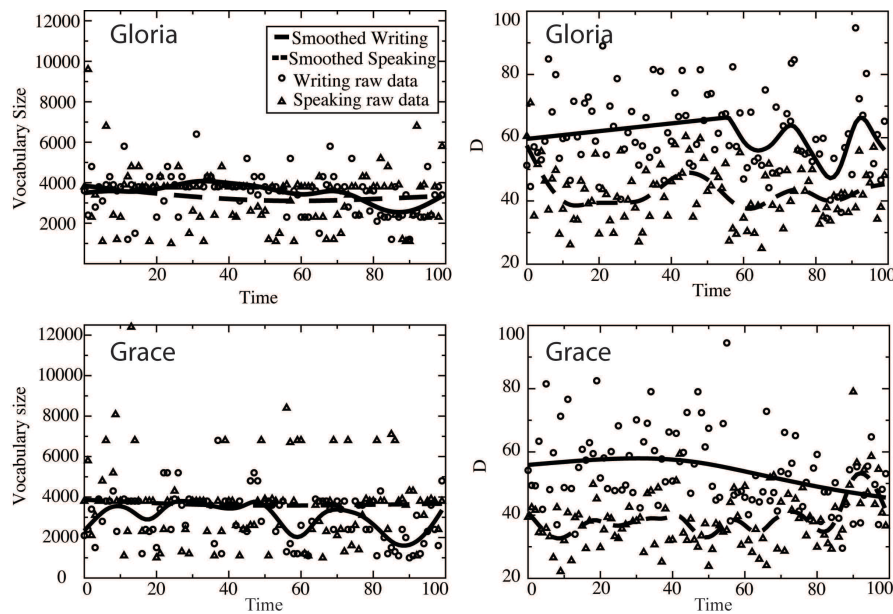 Gloria
Smoothed Writing
Smoothed Speaking
Writing raw data
Speaking raw data
12000
10000
8000
6000
4000
2000
Vocabulary Size
20 40 60 80 100
Time
Gloria
100
80
60
40
20
D
0 20 40 60 80 100
Time
Grace
12000
10000
8000
6000
4000
2000
0
Vocabulary size
0 20 40 60 80 100
Time
Grace
100
80
60
40
20
D
0 20 40 60 80 100
Time